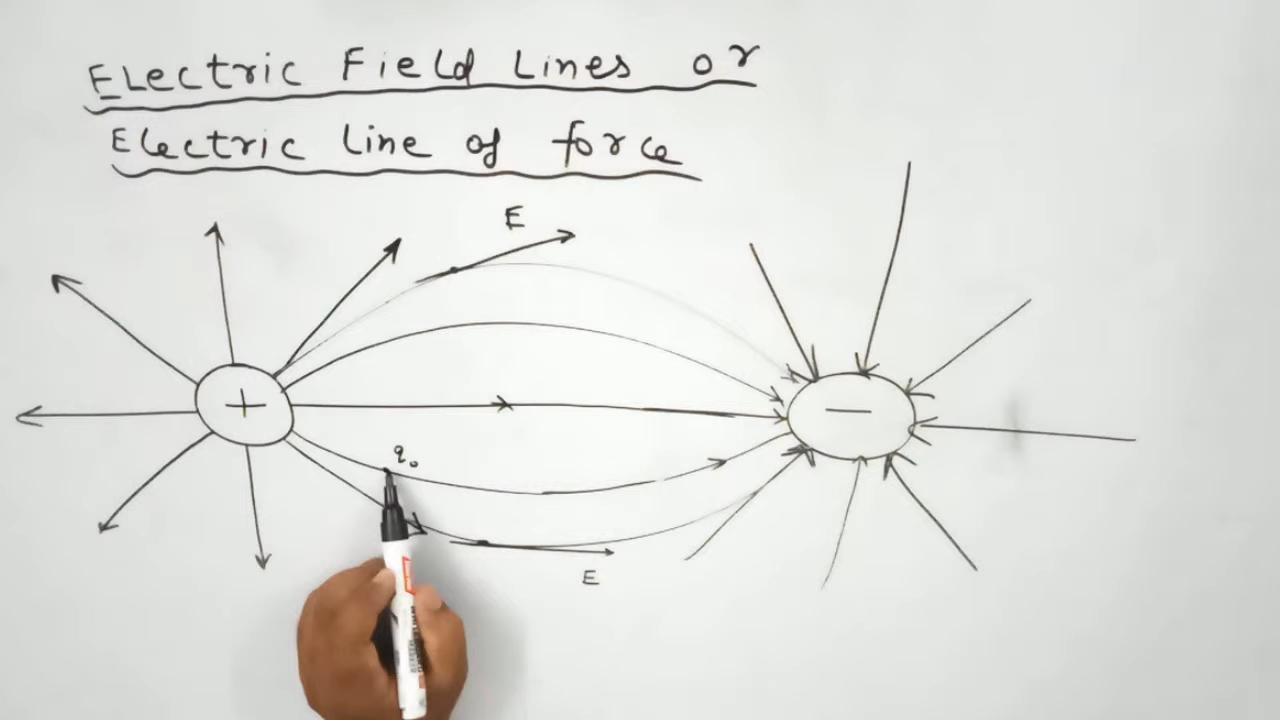 Electric Field Lines or
Electric line of force
E
+
−
q₀
E